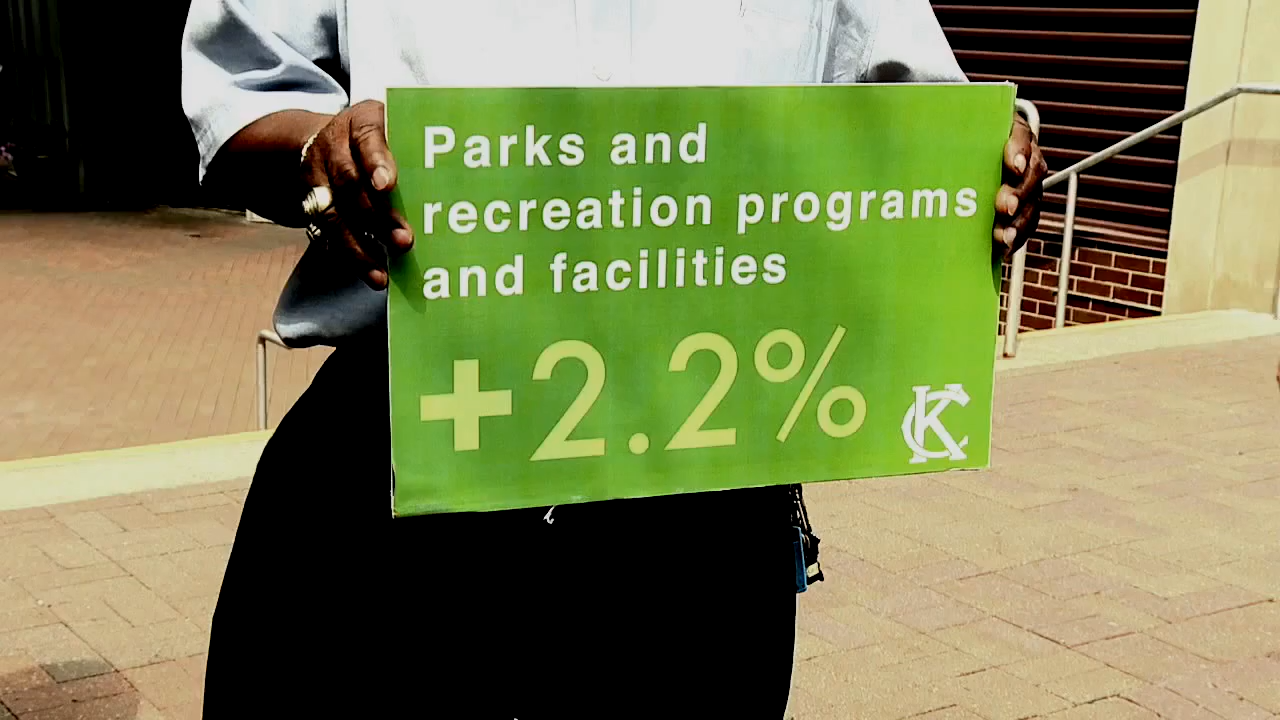 Parks and
recreation programs
and facilities
+2.2%
KC